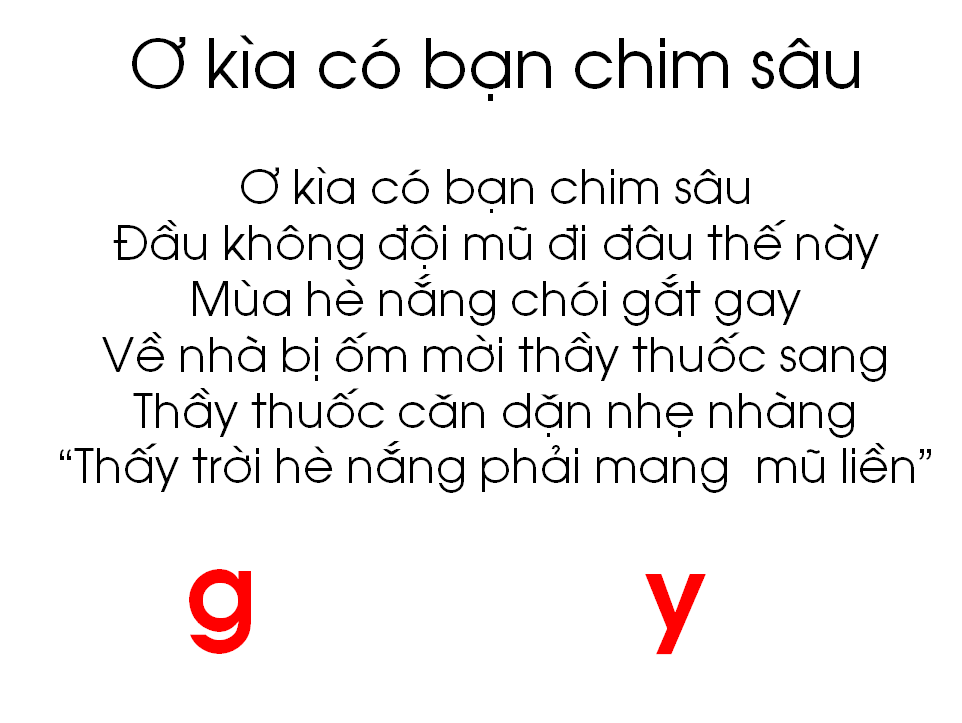 Ơ kìa có bạn chim sâu
Ơ kìa có bạn chim sâu
Đầu không đội mũ đi đâu thế này
Mùa hè nắng chói gắt gay
Về nhà bị ốm mời thầy thuốc sang
Thầy thuốc căn dặn nhẹ nhàng
“Thấy trời hè nắng phải mang  mũ liền”
g y